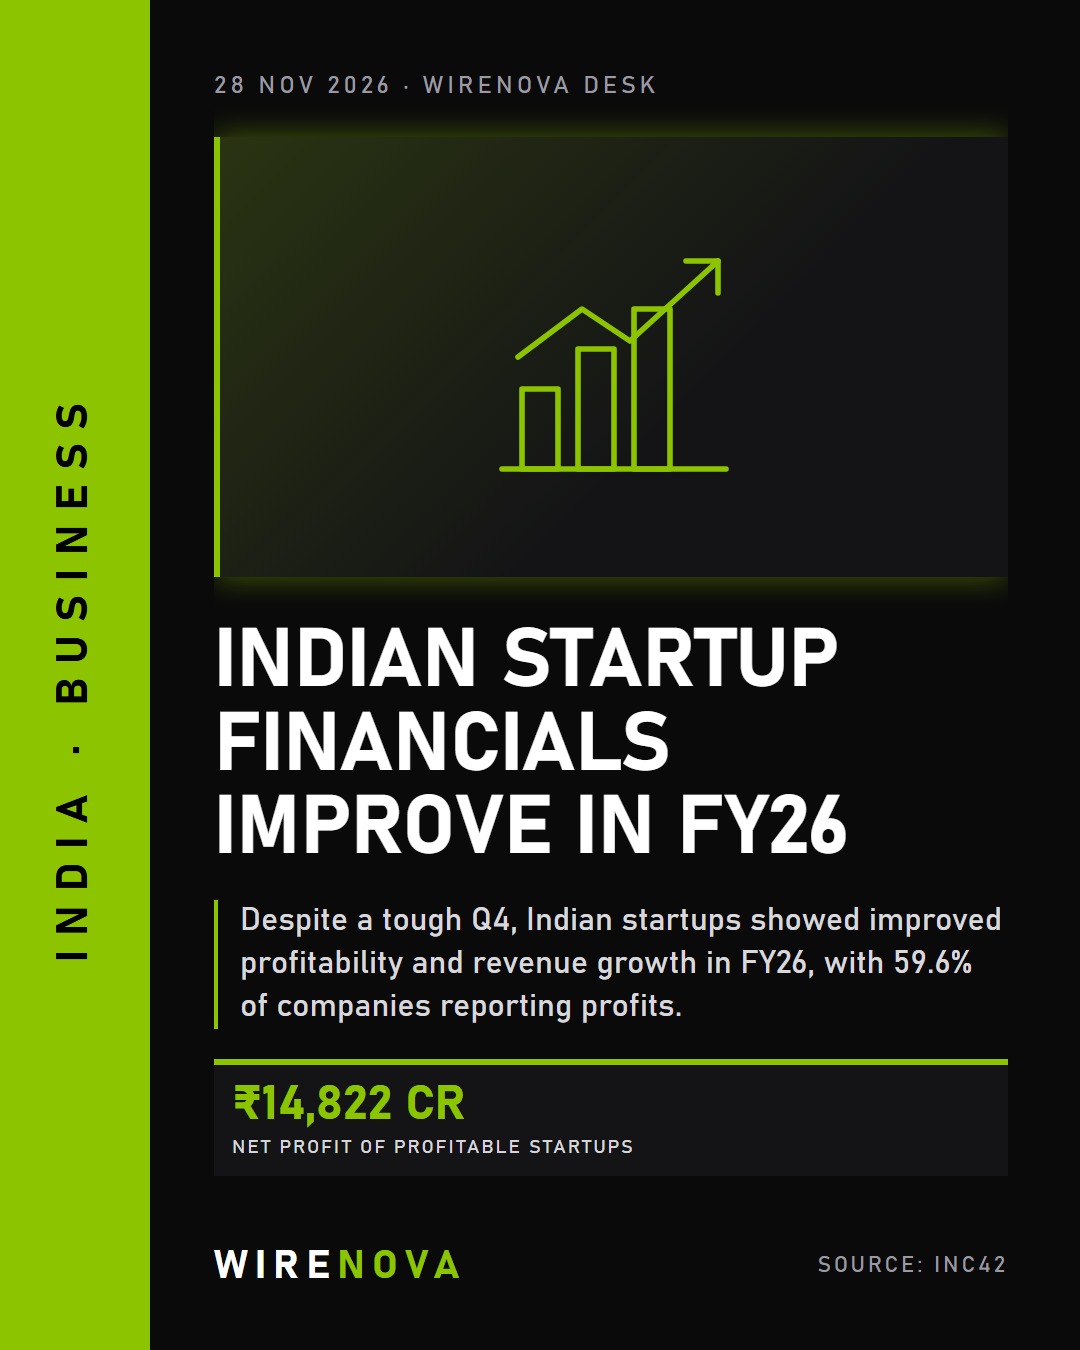 INDIA · BUSINESS
28 NOV 2026 · WIRENOVA DESK
INDIAN STARTUP
FINANCIALS
IMPROVE IN FY26
Despite a tough Q4, Indian startups showed improved
profitability and revenue growth in FY26, with 59.6%
of companies reporting profits.
₹14,822 CR
NET PROFIT OF PROFITABLE STARTUPS
WIRENOVA
SOURCE: INC42